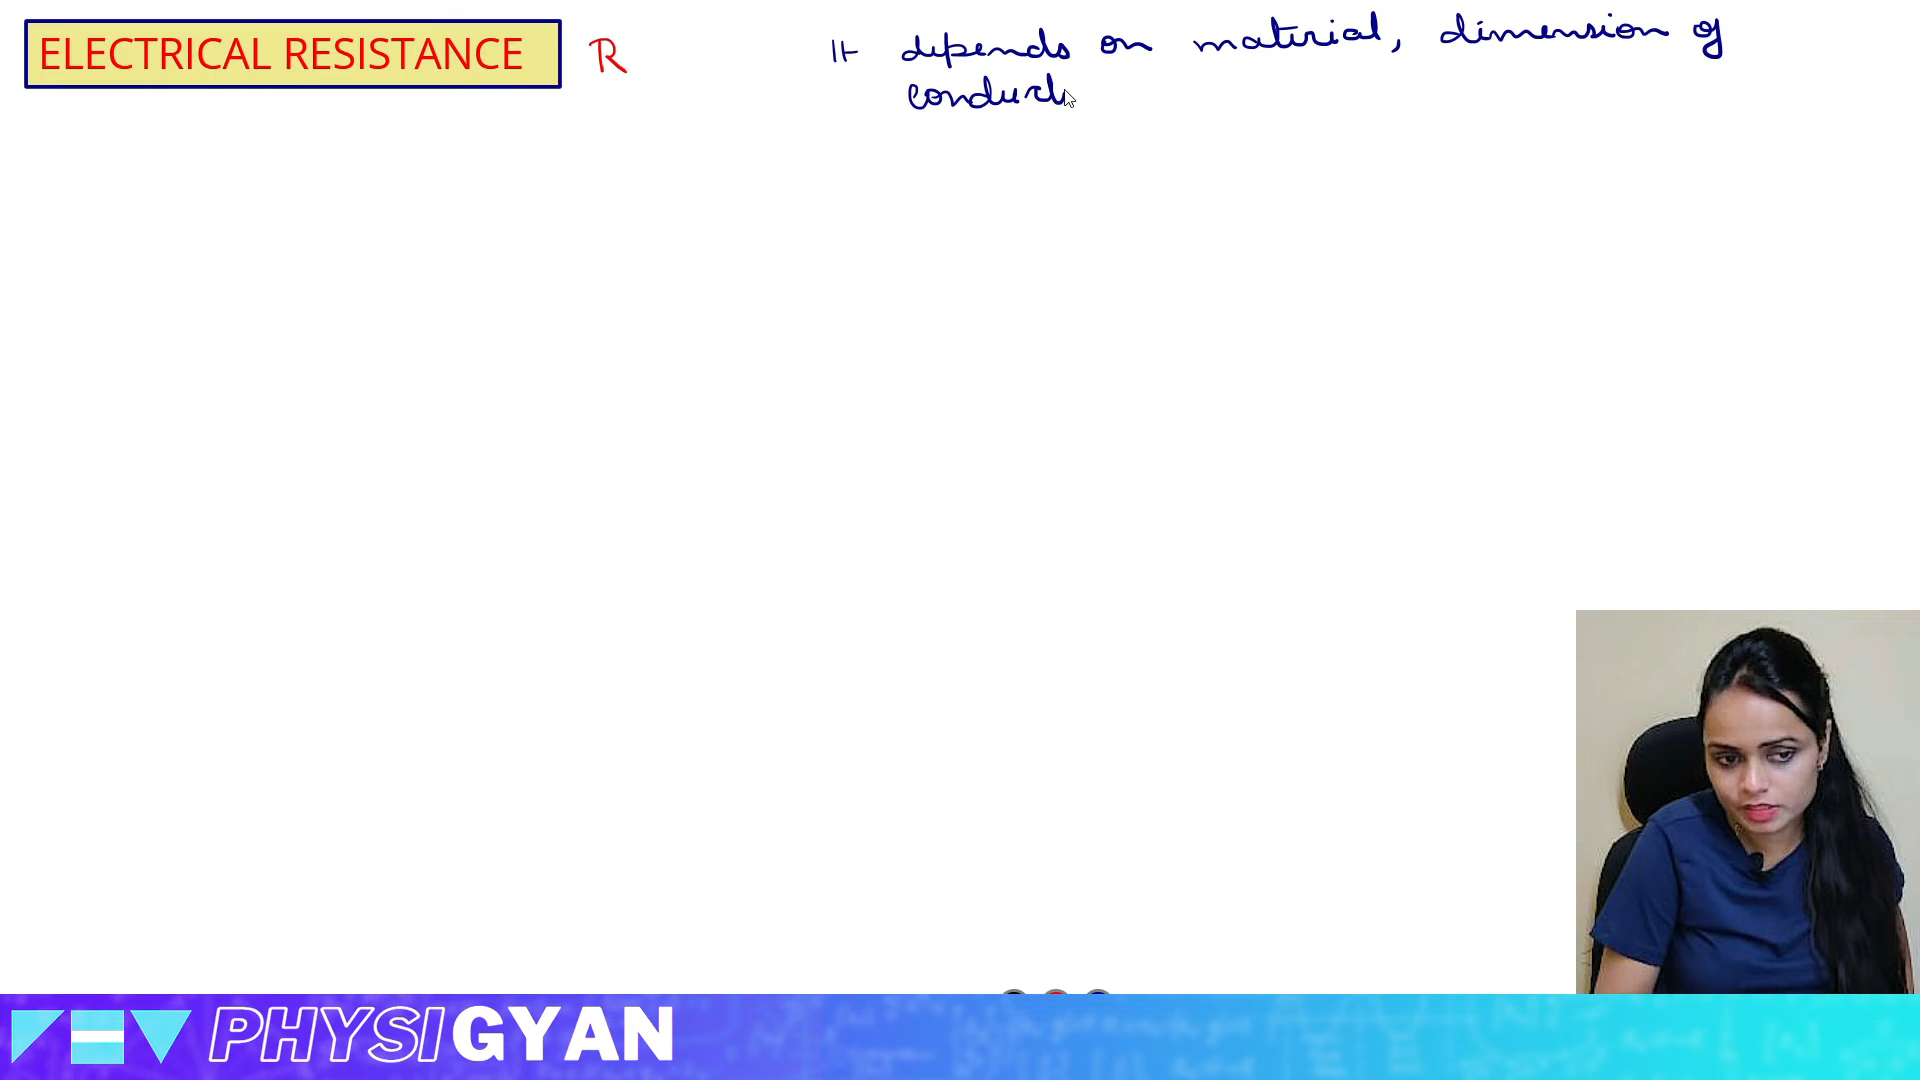 ELECTRICAL RESISTANCE R
It depends on material, dimension of
conduct
PHYSIGYAN